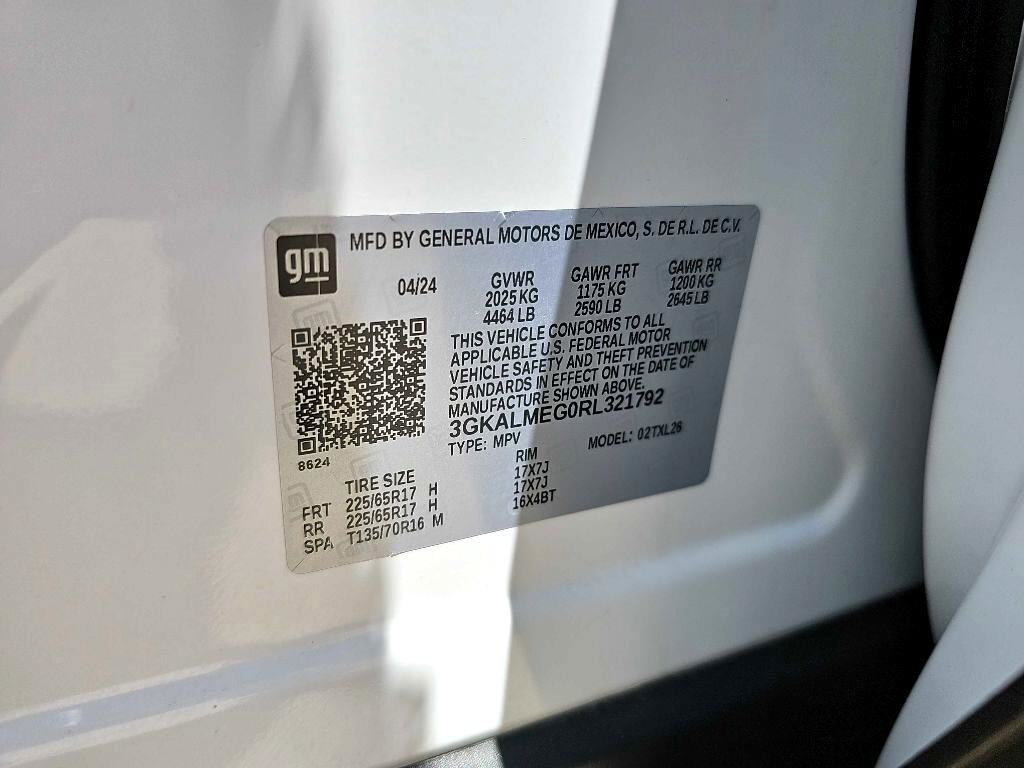 gm
MFD BY GENERAL MOTORS DE MEXICO, S. DE R.L. DE C.V.
04/24
GVWR
2025 KG
4464 LB
GAWR FRT
1175 KG
2590 LB
GAWR RR
1200 KG
2645 LB
THIS VEHICLE CONFORMS TO ALL
APPLICABLE U.S. FEDERAL MOTOR
VEHICLE SAFETY AND THEFT PREVENTION
STANDARDS IN EFFECT ON THE DATE OF
MANUFACTURE SHOWN ABOVE.
3GKALMEG0RL321792
TYPE: MPV MODEL: 02TXL26
8624
TIRE SIZE RIM
FRT 225/65R17 H 17X7J
RR 225/65R17 H 17X7J
SPA T135/70R16 M 16X4BT